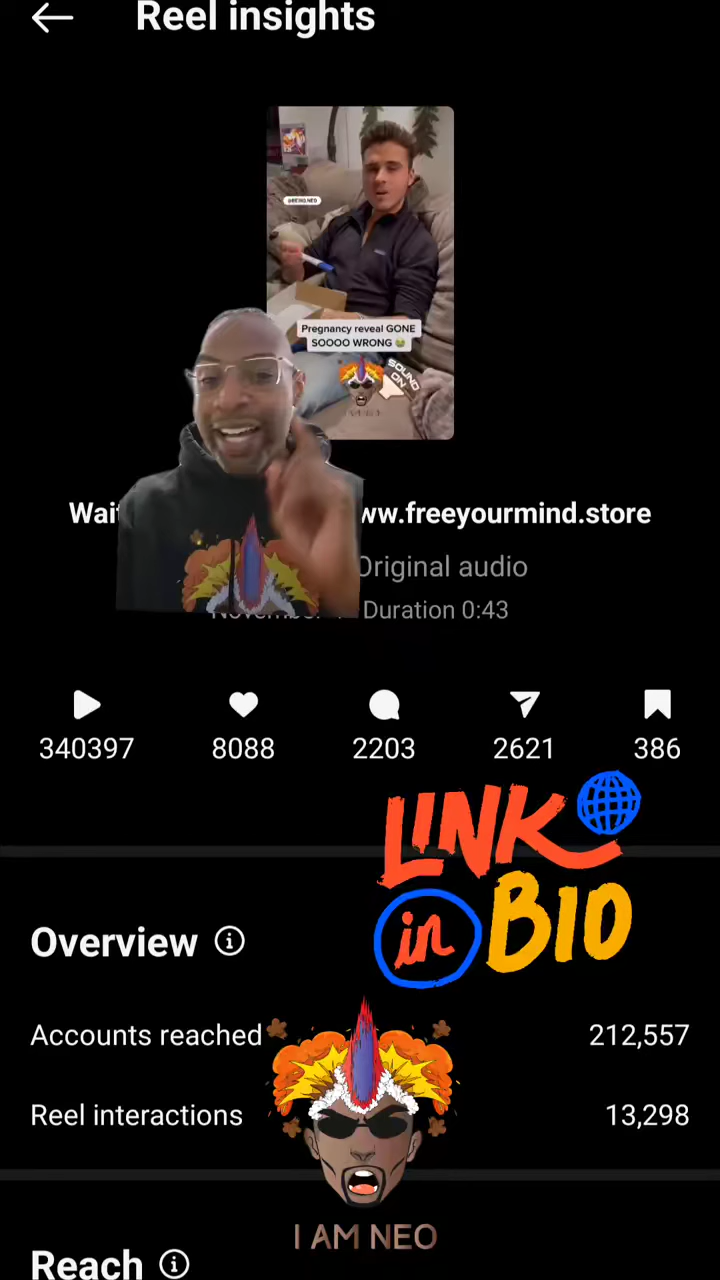 Reel insights
@BEING.NEO
Pregnancy reveal GONE
SOOOO WRONG
SOUND
ON
Wai
ww.freeyourmind.store
Original audio
Duration 0:43
340397 8088 2203 2621 386
LINK
in BIO
Overview
Accounts reached 212,557
Reel interactions 13,298
I AM NEO
Reach